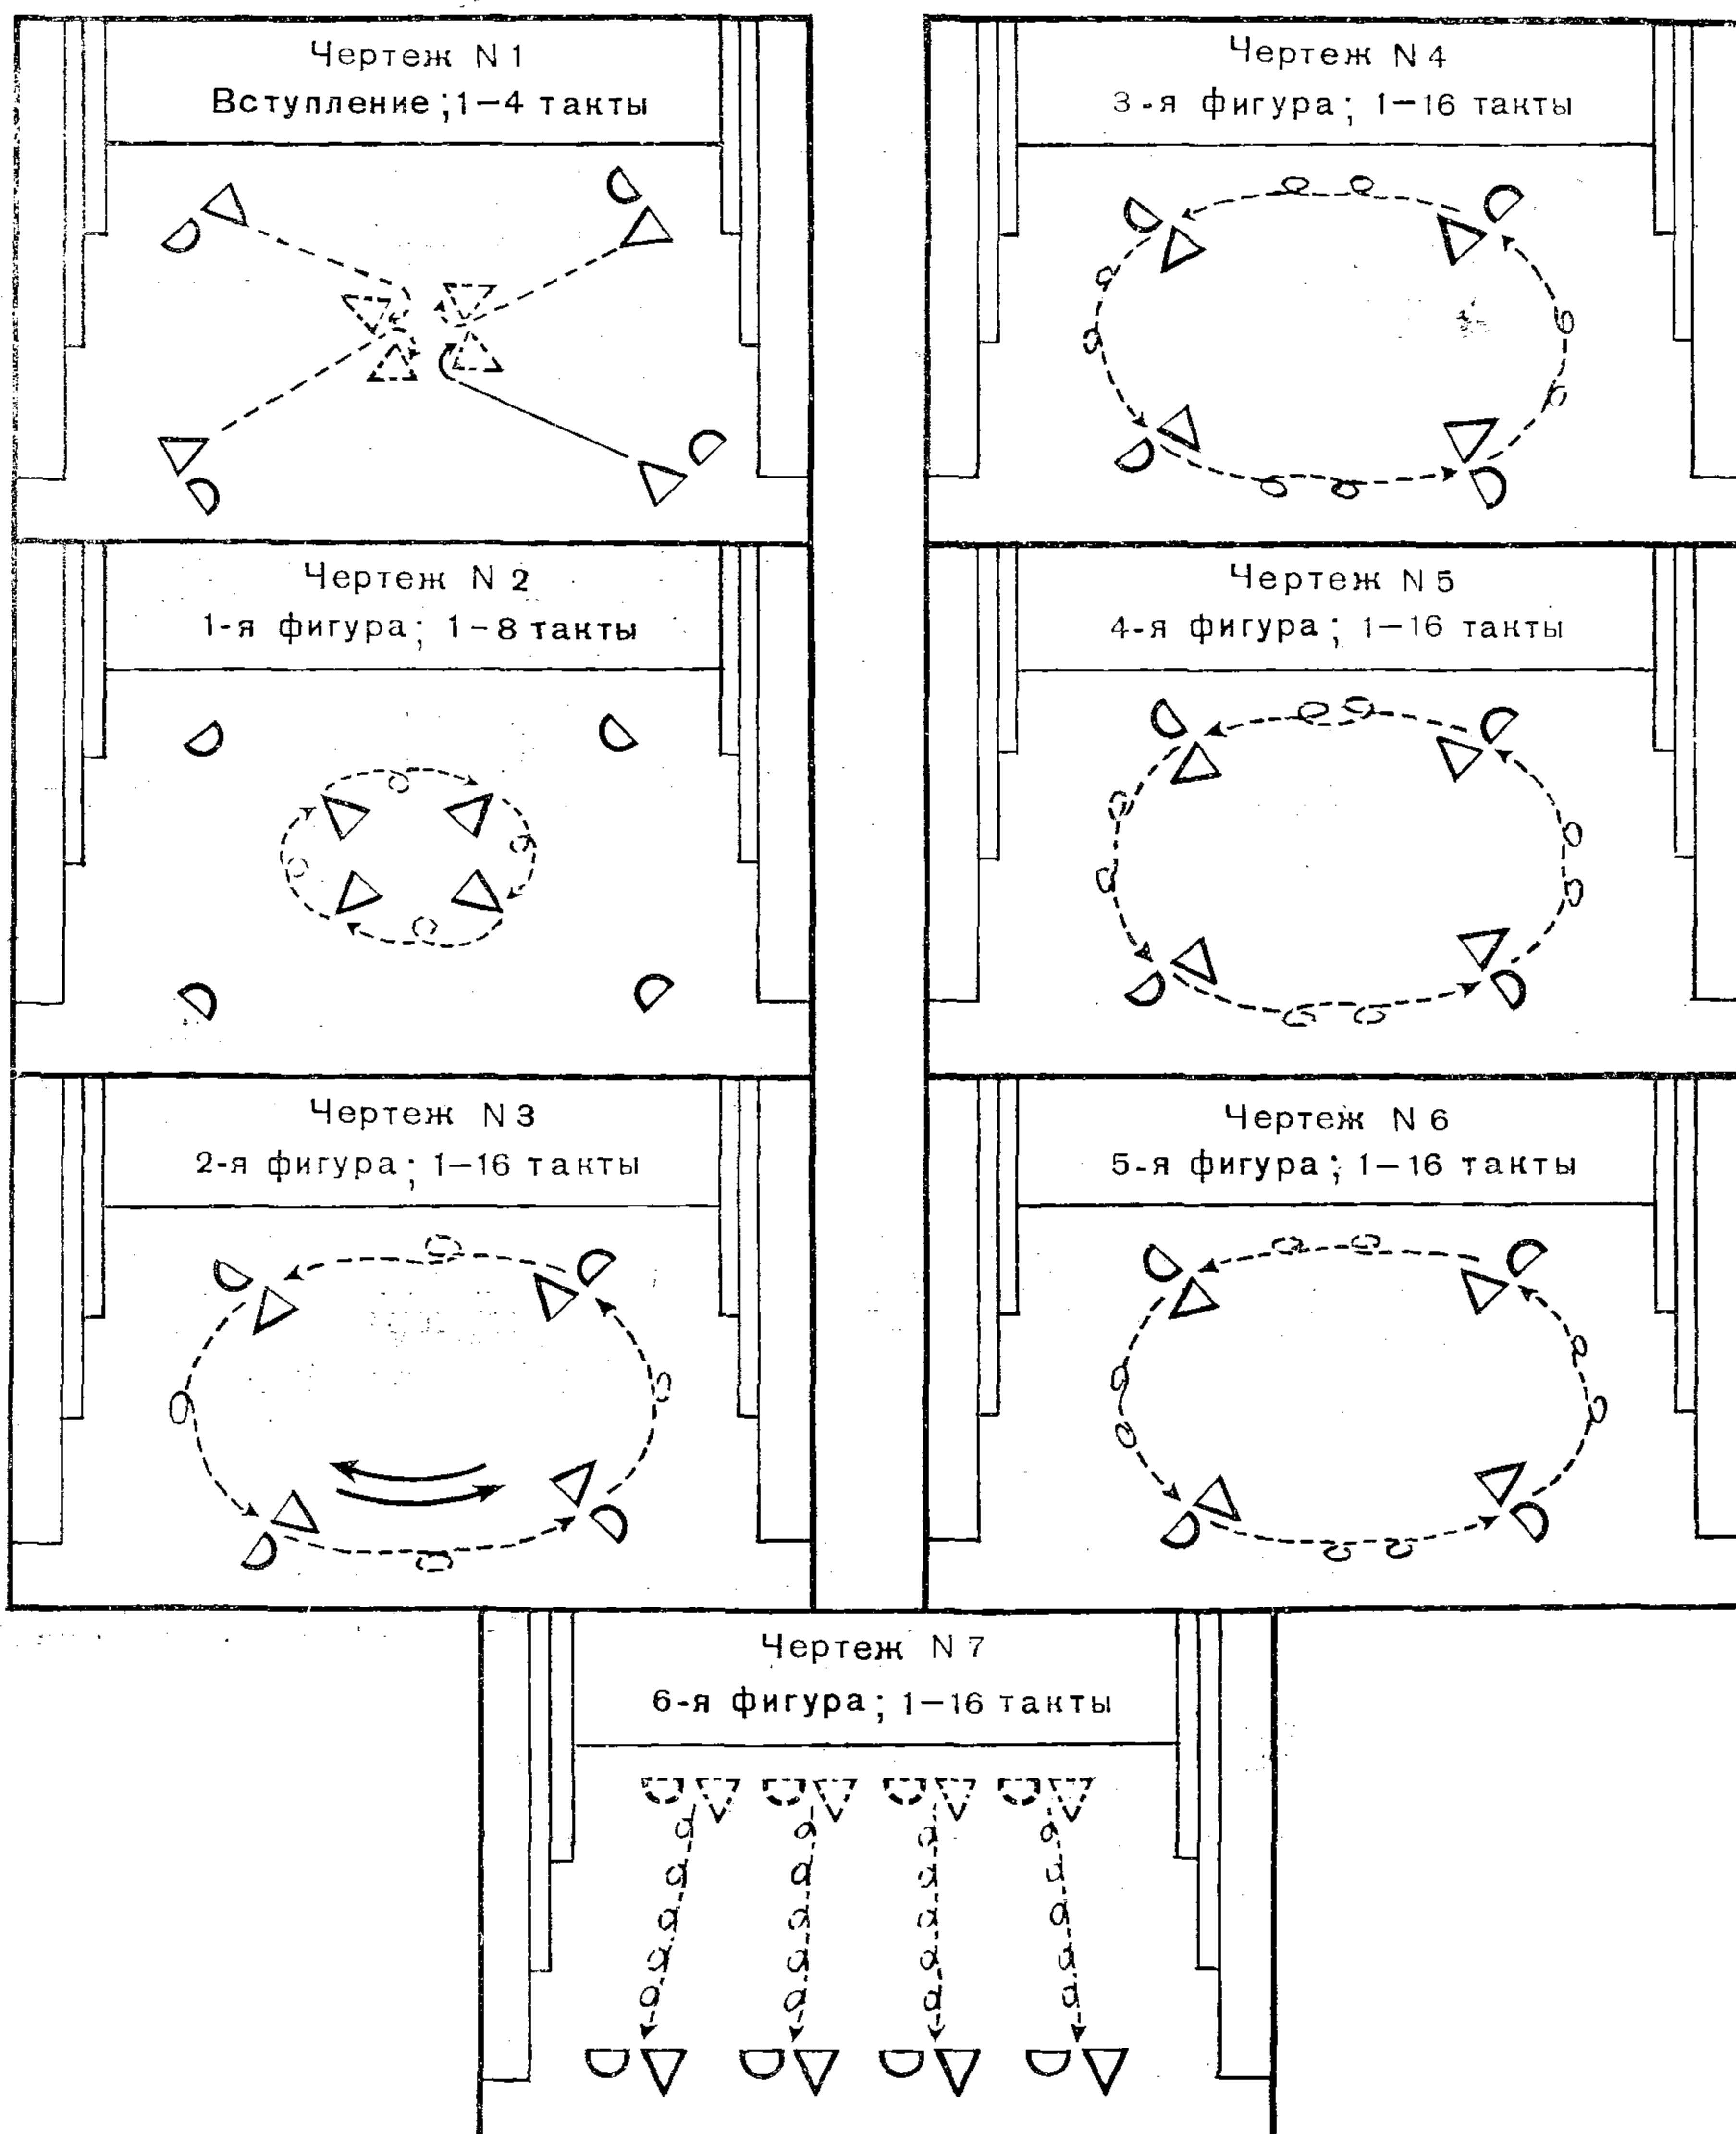 Чертеж N 1
Вступление; 1–4 такты
Чертеж N 2
1-я фигура; 1–8 такты
Чертеж N 3
2-я фигура; 1–16 такты
Чертеж N 4
3-я фигура; 1–16 такты
Чертеж N 5
4-я фигура; 1–16 такты
Чертеж N 6
5-я фигура; 1–16 такты
Чертеж N 7
6-я фигура; 1–16 такты